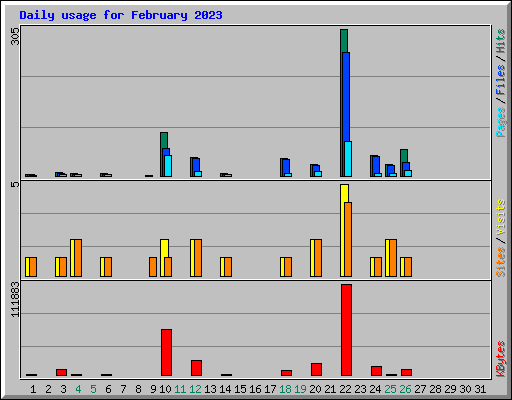 Daily usage for February 2023
305
Pages / Files / Hits
5
Sites / Visits
111883
KBytes
1 2 3 4 5 6 7 8 9 10 11 12 13 14 15 16 17 18 19 20 21 22 23 24 25 26 27 28 29 30 31